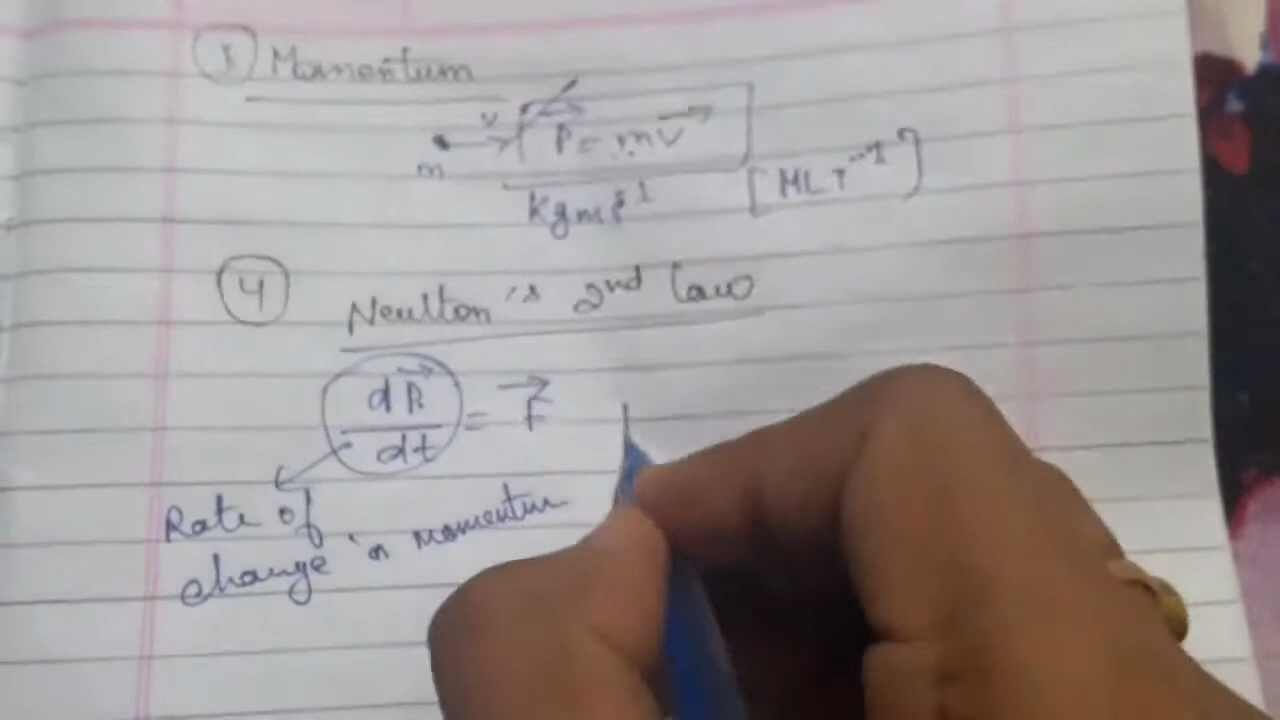 3 Momentum
v
m
P = mv
Kgms⁻¹
[MLT⁻¹]
4 Newton's 2nd law
dP/dt = F
Rate of
change in momentum